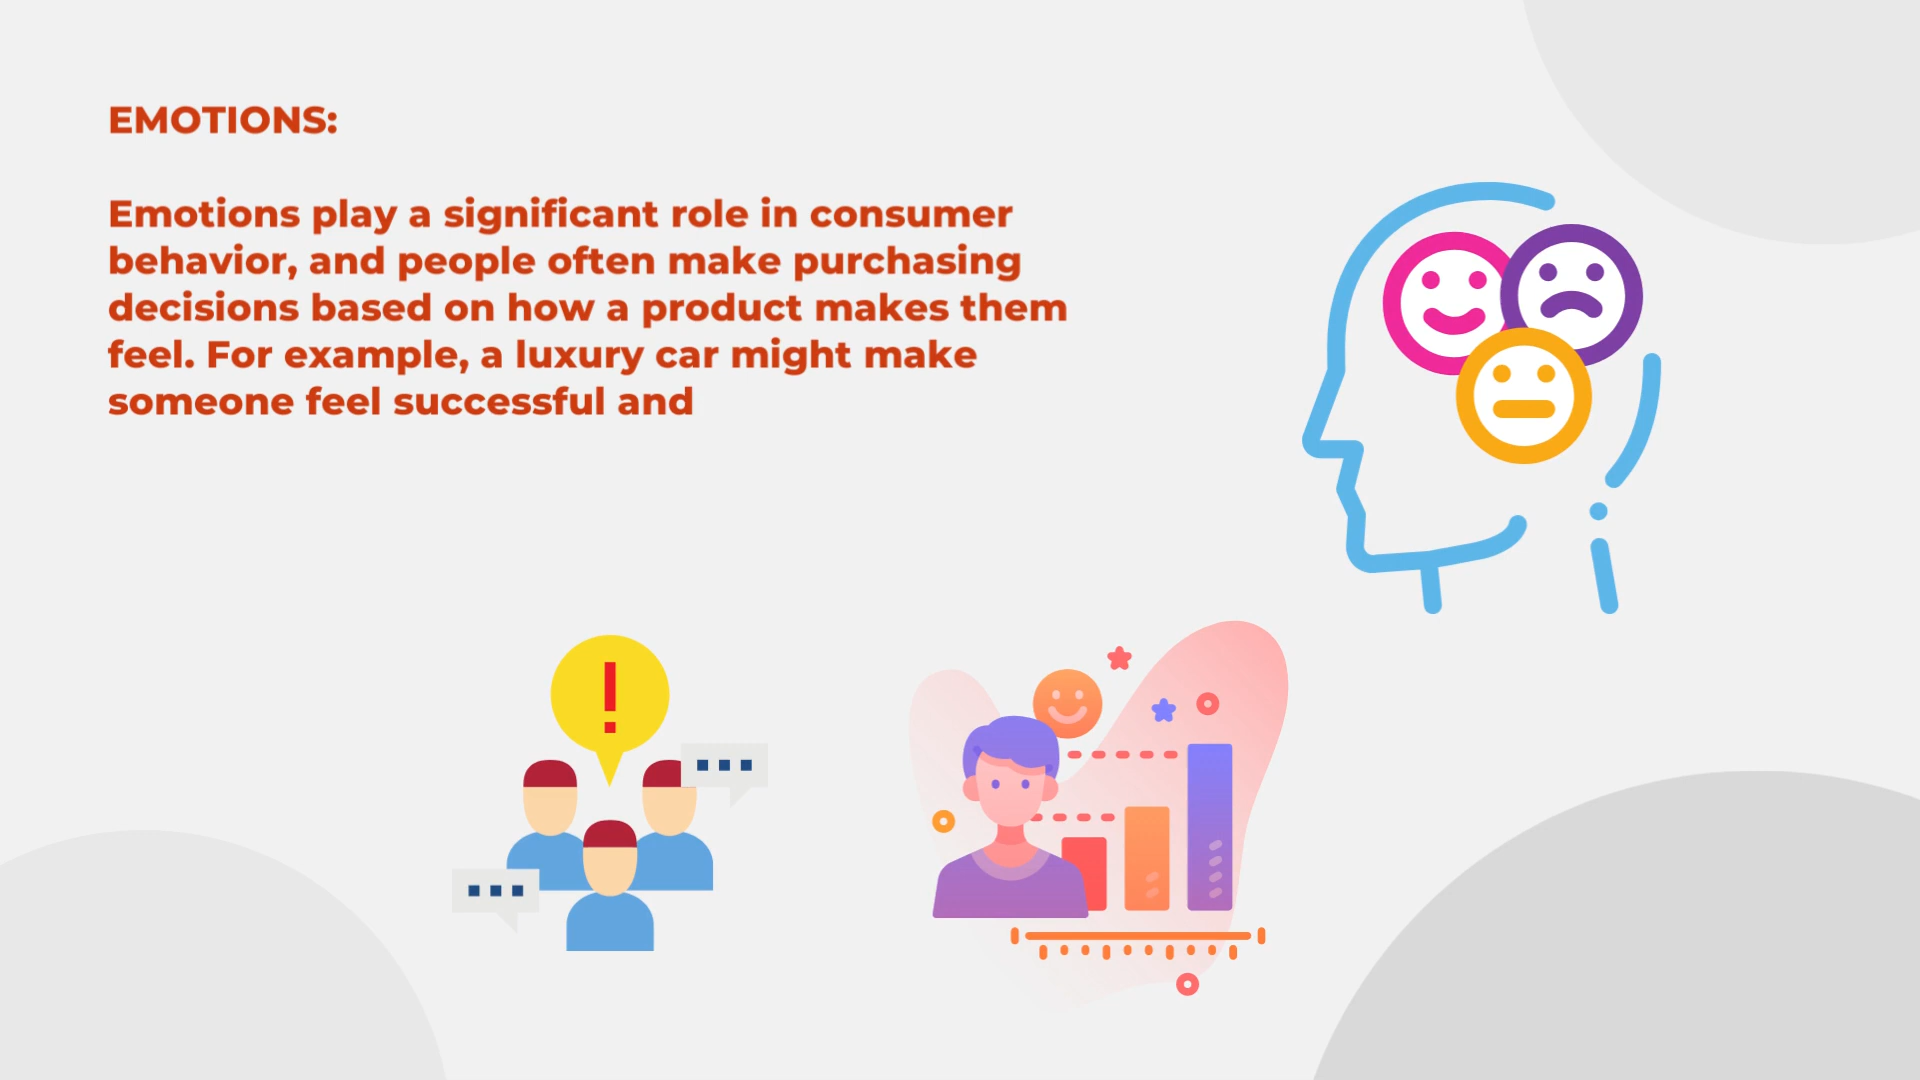 EMOTIONS:
Emotions play a significant role in consumer
behavior, and people often make purchasing
decisions based on how a product makes them
feel. For example, a luxury car might make
someone feel successful and
!